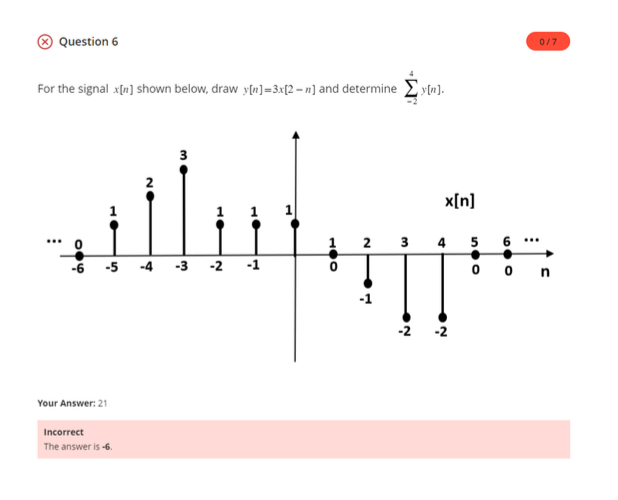 Question 6
0 / 7
For the signal x[n] shown below, draw y[n]=3x[2−n] and determine ∑ y[n].
4
−2
3
2
1 1 1 1
x[n]
... 0 1 2 3 4 5 6 ...
-6 -5 -4 -3 -2 -1 0 0 0 n
-1
-2 -2
Your Answer: 21
Incorrect
The answer is -6.